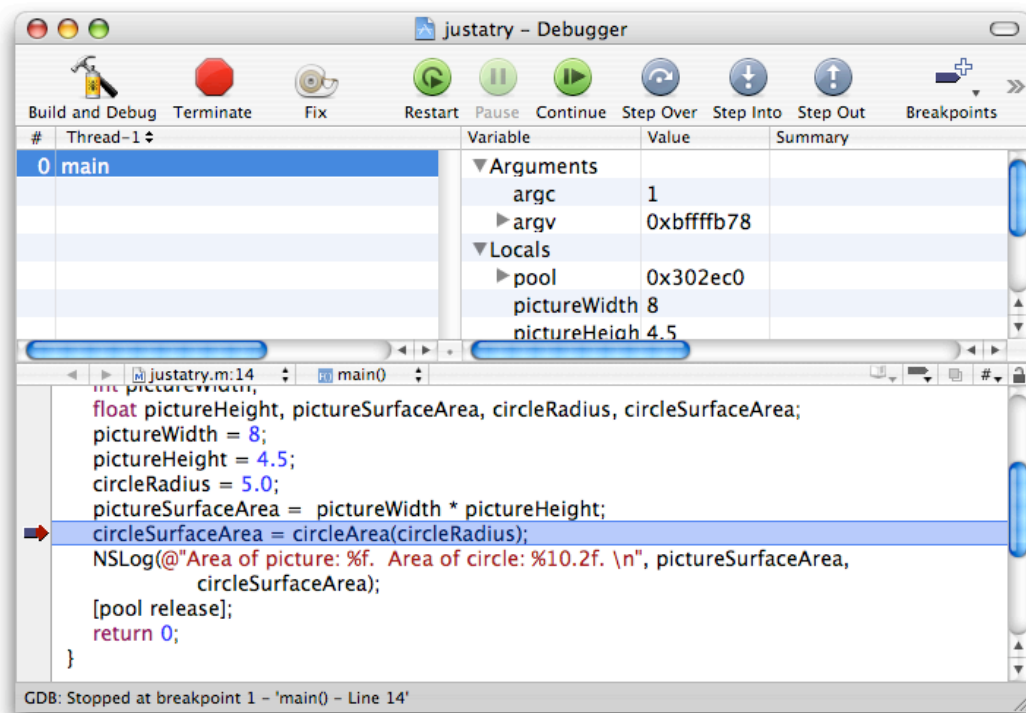 justatry – Debugger
Build and Debug Terminate Fix Restart Pause Continue Step Over Step Into Step Out Breakpoints
# Thread-1 Variable Value Summary
0 main
Arguments
argc 1
argv 0xbffffb78
Locals
pool 0x302ec0
pictureWidth 8
pictureHeigh 4.5
justatry.m:14 main() #
int pictureWidth;
float pictureHeight, pictureSurfaceArea, circleRadius, circleSurfaceArea;
pictureWidth = 8;
pictureHeight = 4.5;
circleRadius = 5.0;
pictureSurfaceArea =  pictureWidth * pictureHeight;
circleSurfaceArea = circleArea(circleRadius);
NSLog(@"Area of picture: %f.  Area of circle: %10.2f. \n", pictureSurfaceArea,
circleSurfaceArea);
[pool release];
return 0;
}
GDB: Stopped at breakpoint 1 – 'main() – Line 14'